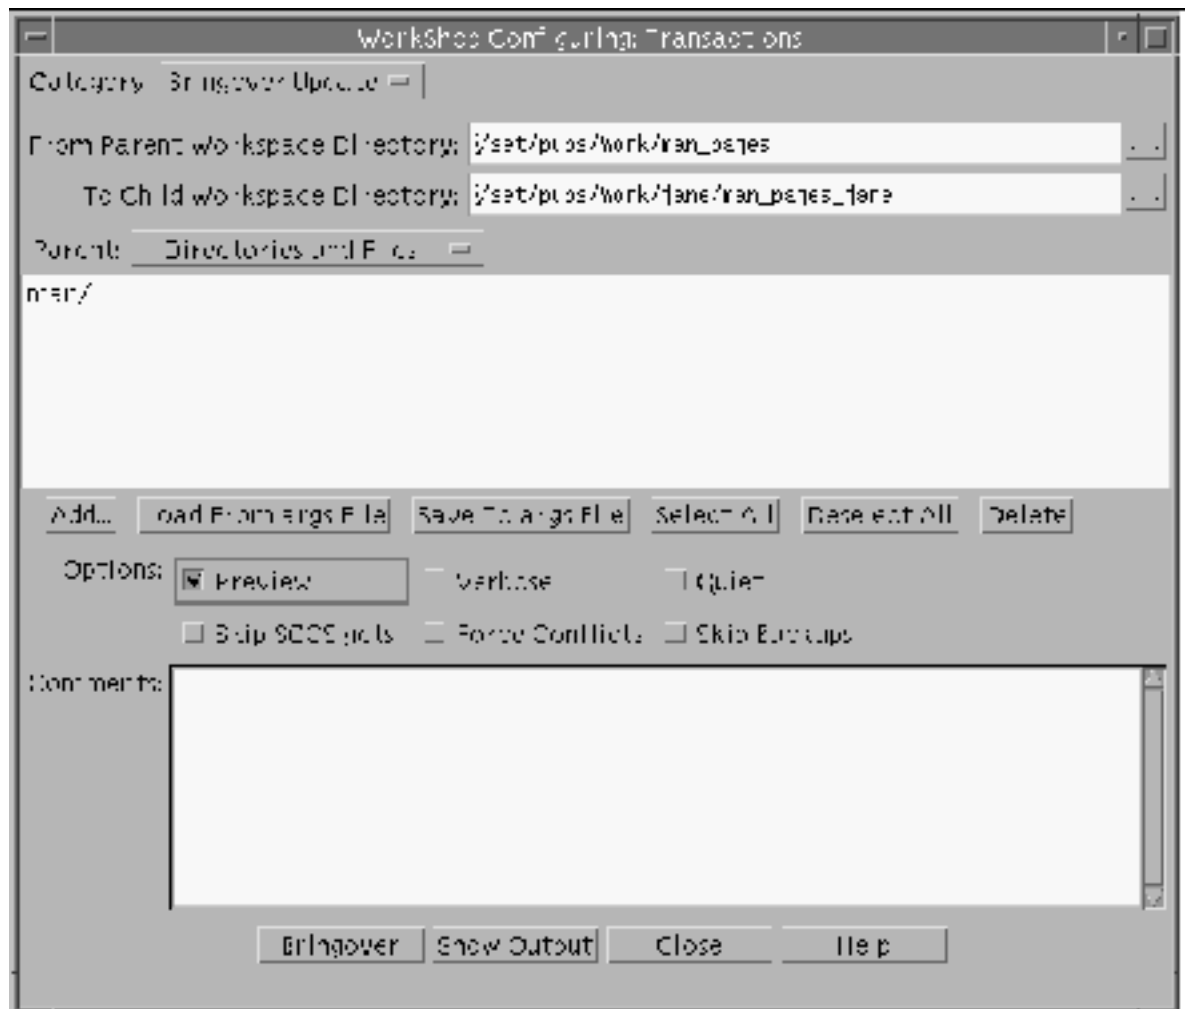 WorkShop Configuring: Transactions
Category: Bringover Update
From Parent Workspace Directory: /set/pubs/Work/man_pages
To Child Workspace Directory: /set/pubs/Work/jane/man_pages_jane
Parent: Directories and Files
man/
Add... Load From args File Save To args File Select All Deselect All Delete
Options: Preview Verbose Quiet
Skip SCCS gets Force Conflicts Skip Backups
Comments:
Bringover Show Output Close Help